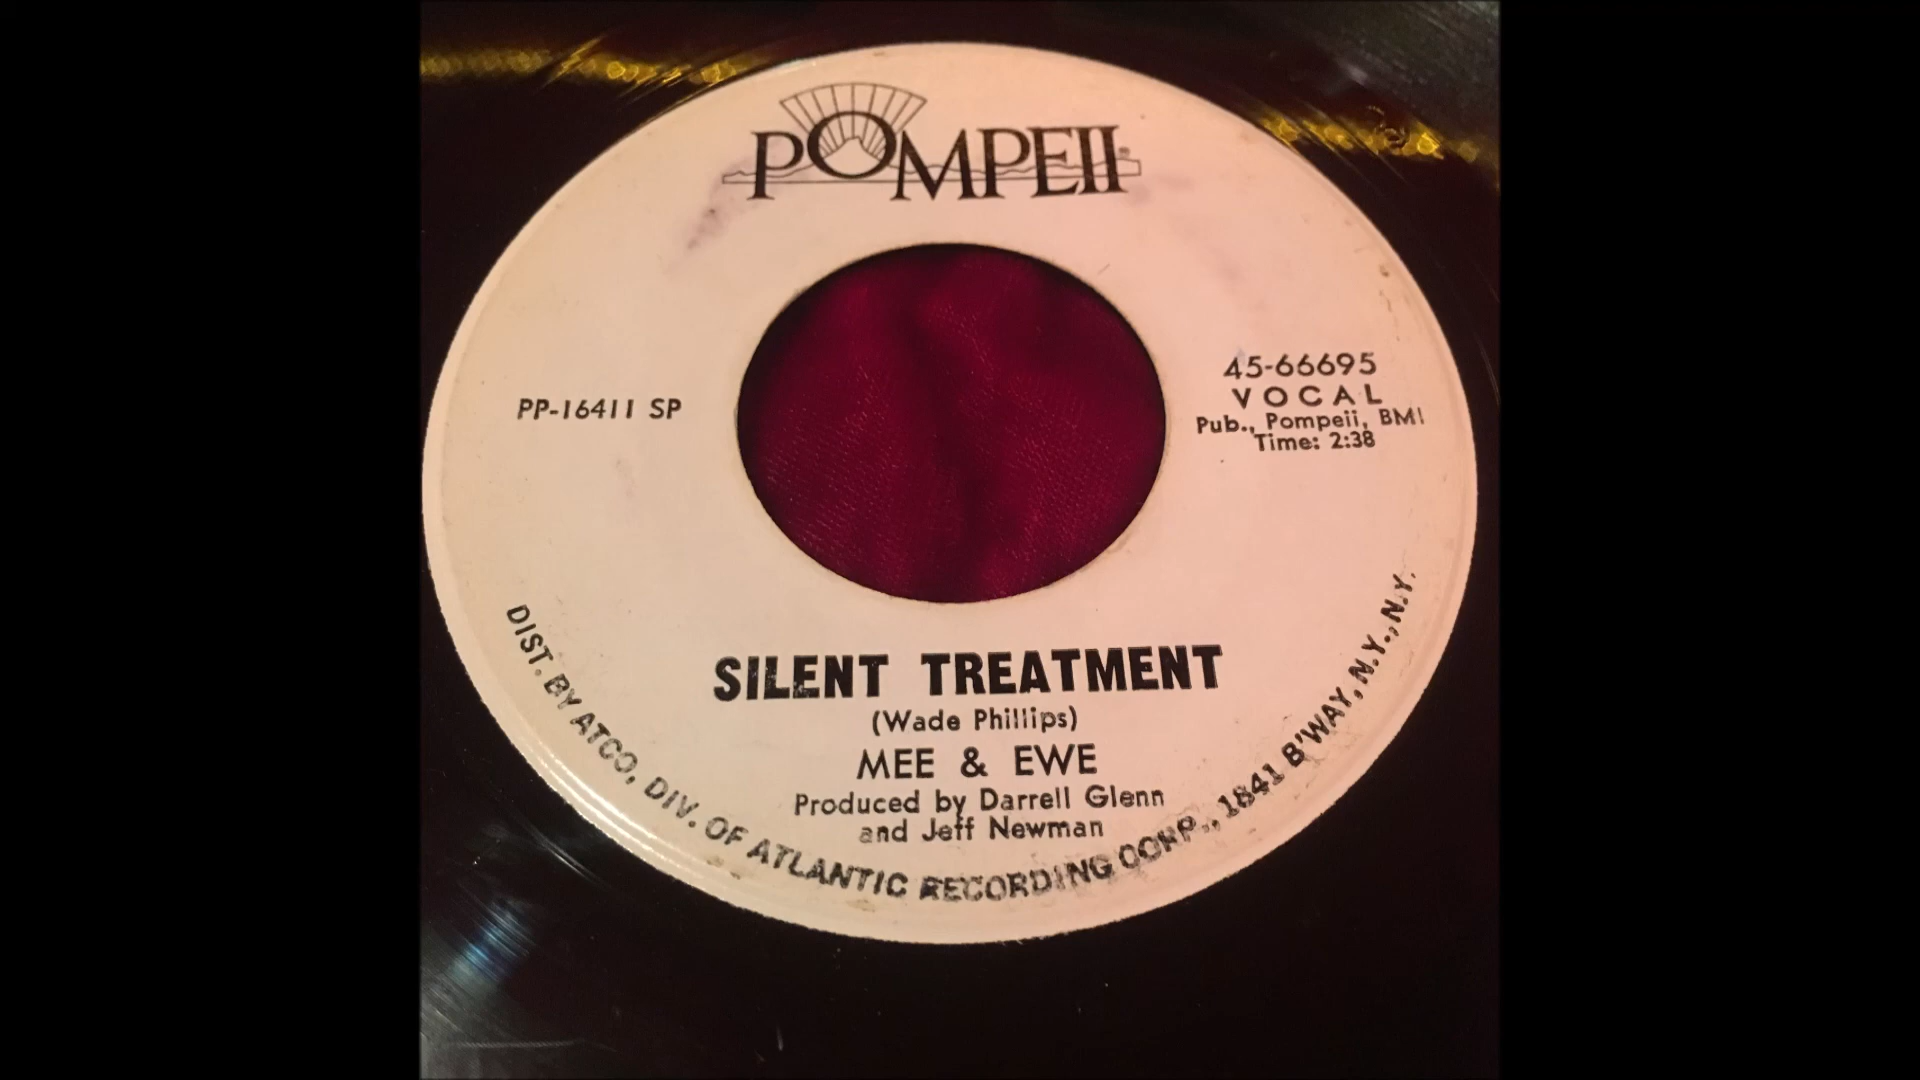 POMPEII
PP-16411 SP
45-66695
VOCAL
Pub., Pompeii, BMI
Time: 2:38
SILENT TREATMENT
(Wade Phillips)
MEE & EWE
Produced by Darrell Glenn
and Jeff Newman
DIST. BY ATCO, DIV. OF ATLANTIC RECORDING CORP., 1841 B'WAY, N.Y., N.Y.